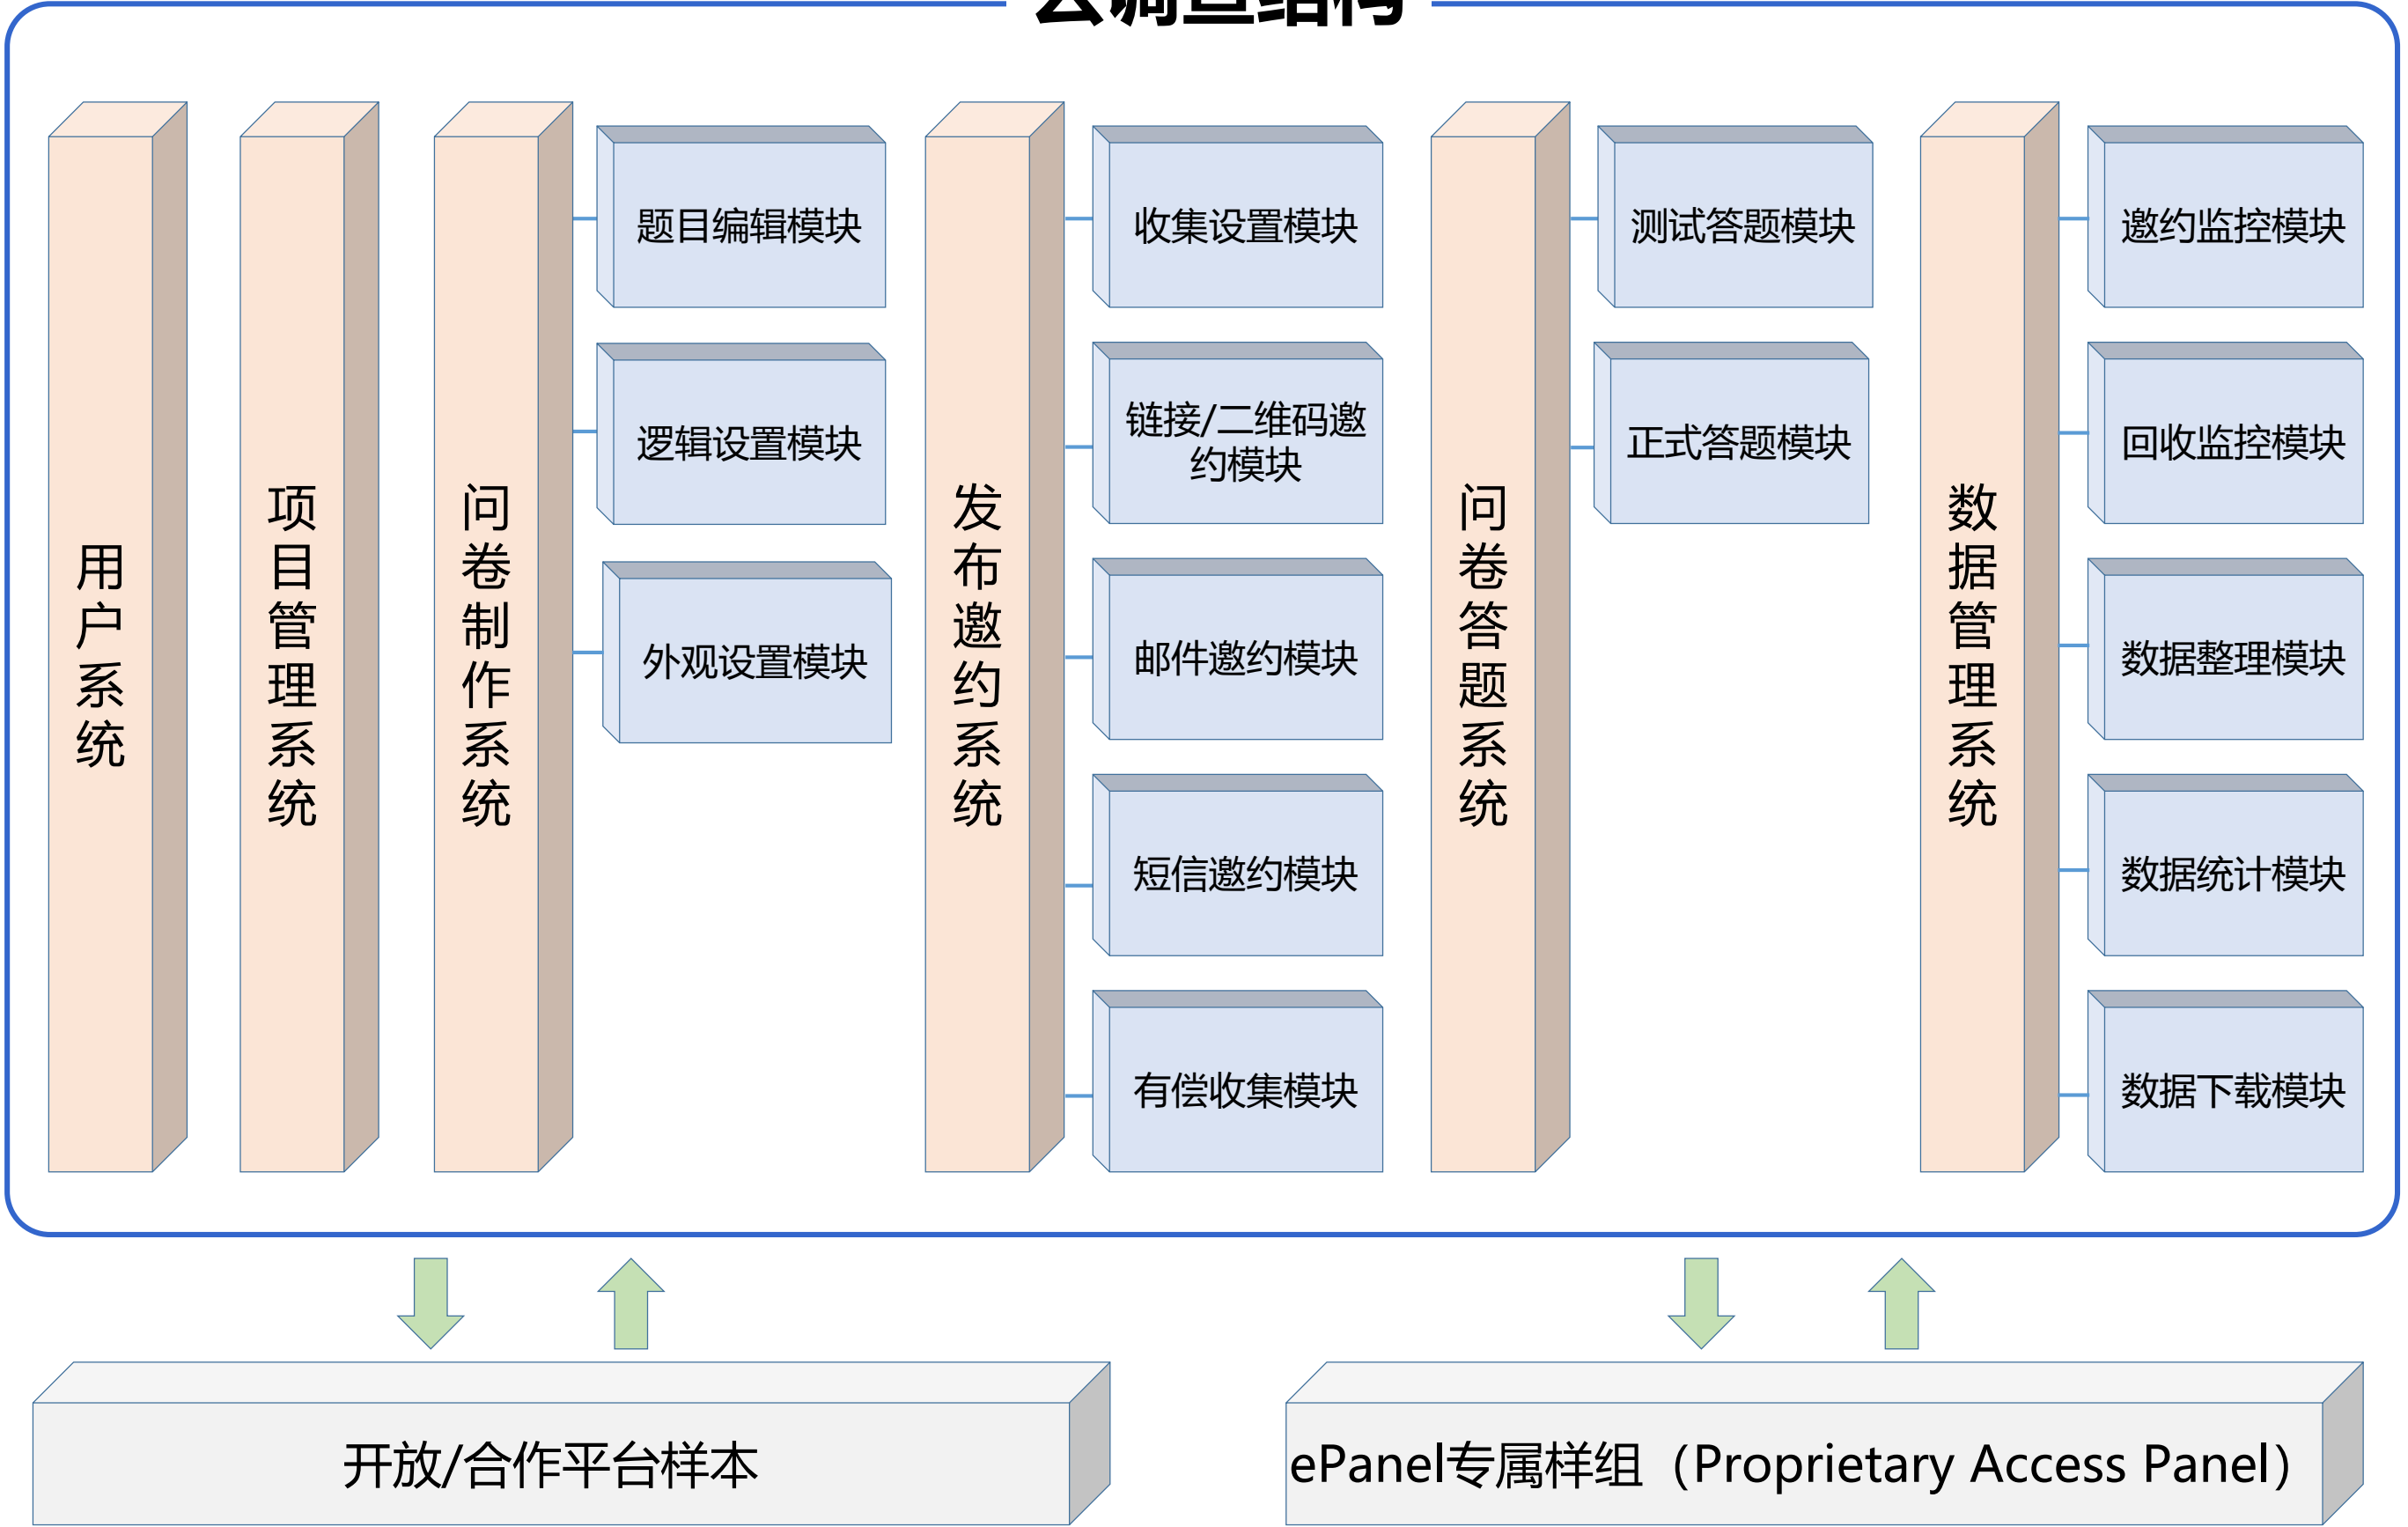 云调查结构
用户系统
项目管理系统
问卷制作系统
题目编辑模块
逻辑设置模块
外观设置模块
发布邀约系统
收集设置模块
链接/二维码邀
约模块
邮件邀约模块
短信邀约模块
有偿收集模块
问卷答题系统
测试答题模块
正式答题模块
数据管理系统
邀约监控模块
回收监控模块
数据整理模块
数据统计模块
数据下载模块
开放/合作平台样本
ePanel专属样组（Proprietary Access Panel）